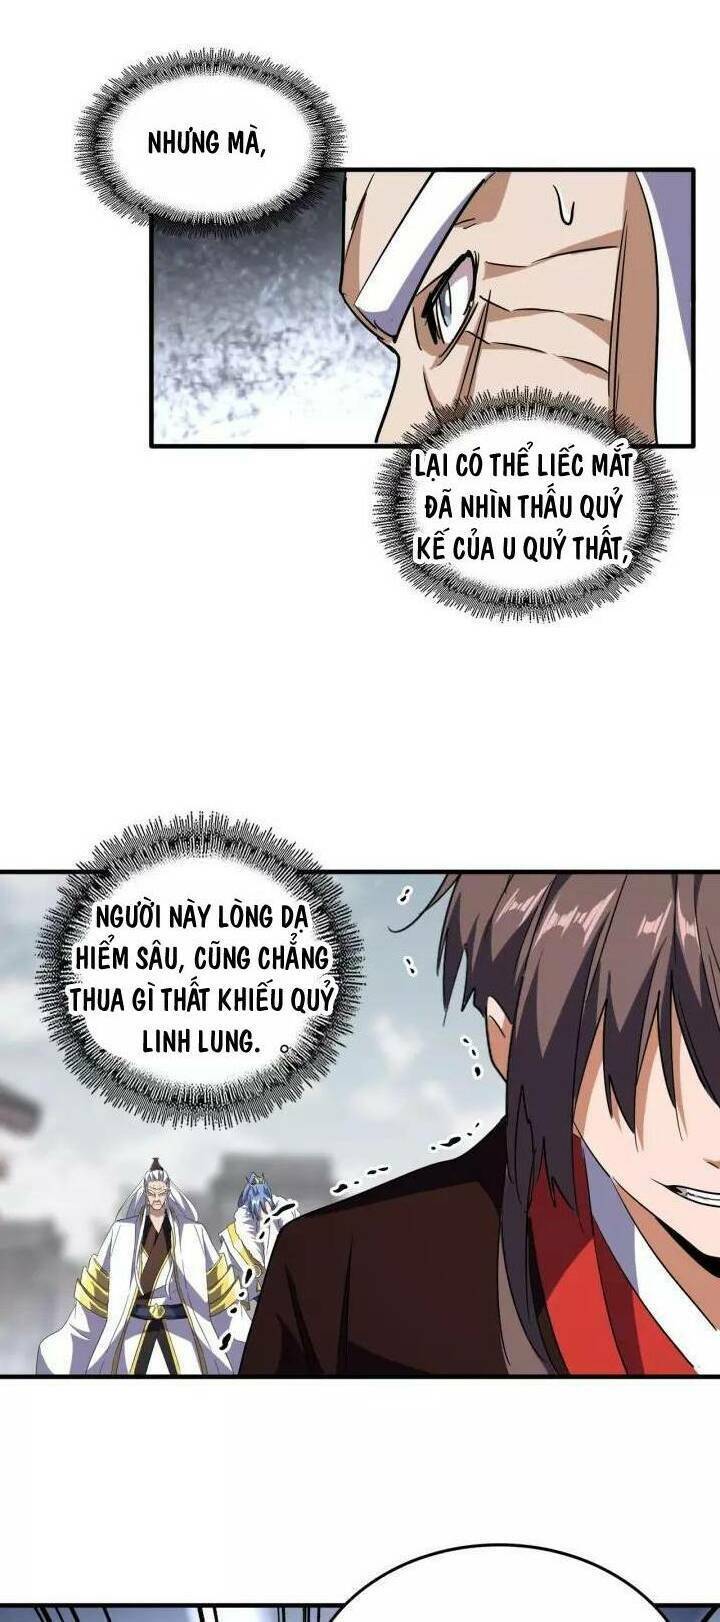 NHƯNG MÀ,
LẠI CÓ THỂ LIẾC MẮT
ĐÃ NHÌN THẤU QUỶ
KẾ CỦA U QUỶ THẤT,
NGƯỜI NÀY LÒNG DẠ
HIỂM SÂU, CŨNG CHẲNG
THUA GÌ THẤT KHIẾU QUỶ
LINH LUNG. 。